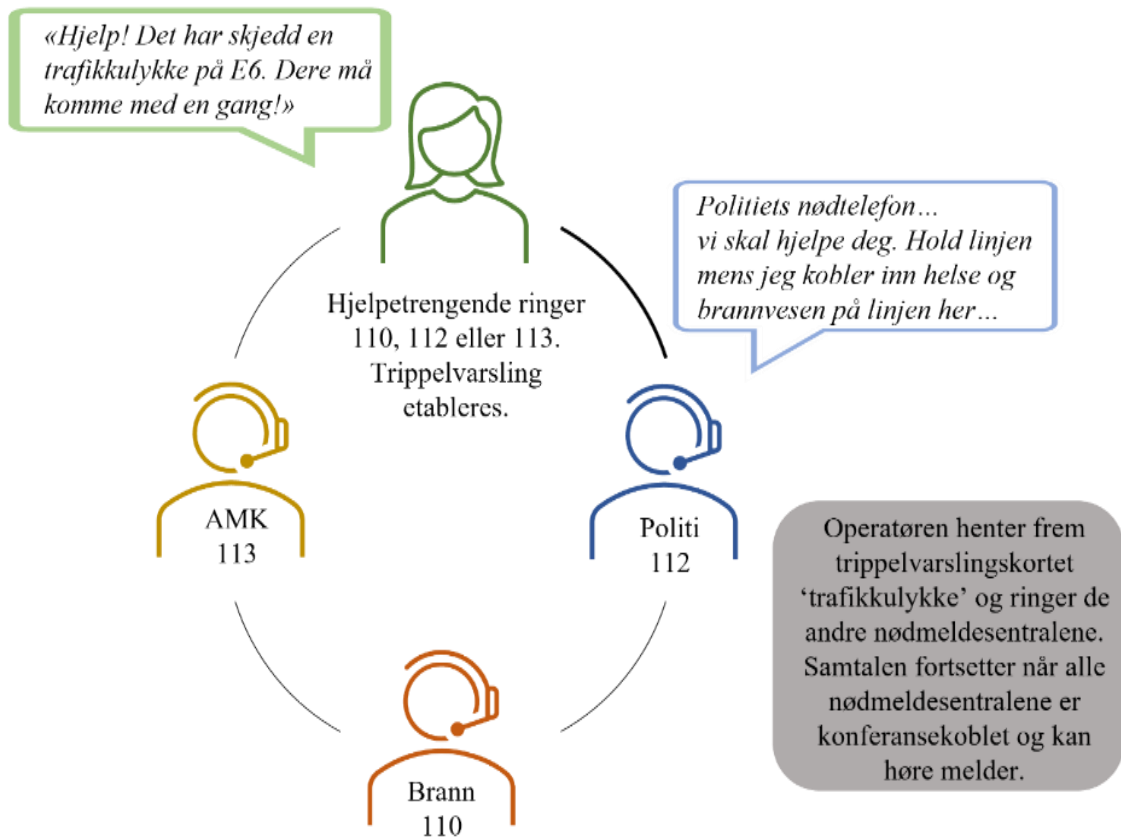 «Hjelp! Det har skjedd en
trafikkulykke på E6. Dere må
komme med en gang!»
Politiets nødtelefon…
vi skal hjelpe deg. Hold linjen
mens jeg kobler inn helse og
brannvesen på linjen her…
Hjelpetrengende ringer
110, 112 eller 113.
Trippelvarsling
etableres.
AMK
113
Politi
112
Operatøren henter frem
trippelvarslingskortet
‘trafikkulykke’ og ringer de
andre nødmeldesentralene.
Samtalen fortsetter når alle
nødmeldesentralene er
konferansekoblet og kan
høre melder.
Brann
110